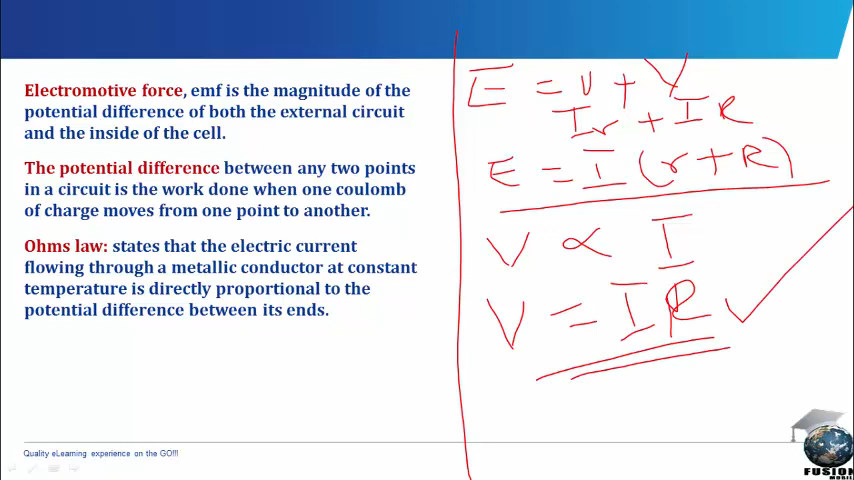 Electromotive force, emf is the magnitude of the
potential difference of both the external circuit
and the inside of the cell.
The potential difference between any two points
in a circuit is the work done when one coulomb
of charge moves from one point to another.
Ohms law: states that the electric current
flowing through a metallic conductor at constant
temperature is directly proportional to the
potential difference between its ends.
E = v + V
Ir + IR
E = I (r + R)
V ∝ I
V = IR
Quality eLearning experience on the GO!!!
FUSION
MOBILE